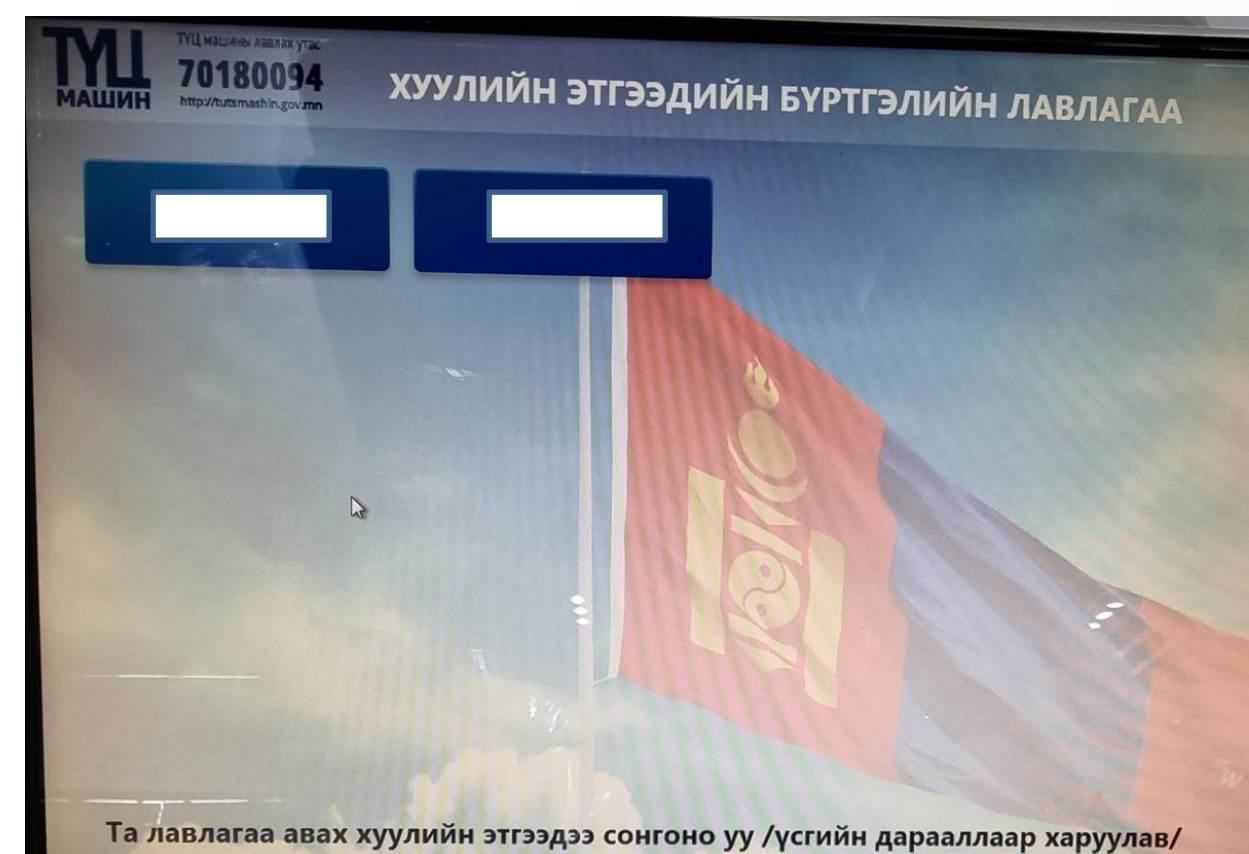 ТҮЦ
МАШИН
ТҮЦ машины лавлах утас
70180094
http://tutsmashin.gov.mn
ХУУЛИЙН ЭТГЭЭДИЙН БҮРТГЭЛИЙН ЛАВЛАГАА
Та лавлагаа авах хуулийн этгээдээ сонгоно уу /үсгийн дарааллаар харуулав/